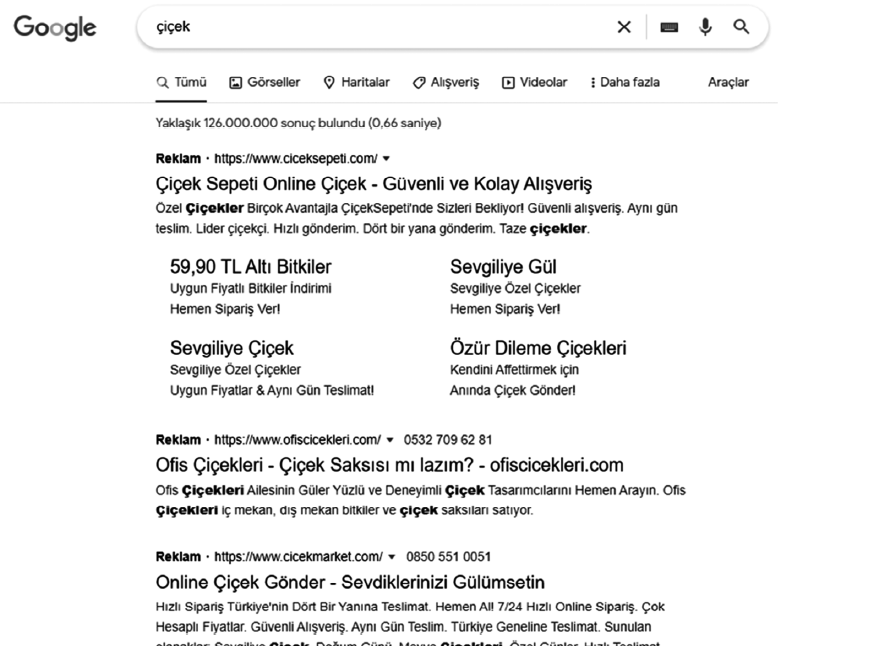 Google
çiçek
Tümü Görseller Haritalar Alışveriş Videolar Daha fazla Araçlar
Yaklaşık 126.000.000 sonuç bulundu (0,66 saniye)
Reklam · https://www.ciceksepeti.com/
Çiçek Sepeti Online Çiçek - Güvenli ve Kolay Alışveriş
Özel Çiçekler Birçok Avantajla ÇiçekSepeti'nde Sizleri Bekliyor! Güvenli alışveriş. Aynı gün
teslim. Lider çiçekçi. Hızlı gönderim. Dört bir yana gönderim. Taze çiçekler.
59,90 TL Altı Bitkiler
Uygun Fiyatlı Bitkiler İndirimi
Hemen Sipariş Ver!
Sevgiliye Gül
Sevgiliye Özel Çiçekler
Hemen Sipariş Ver!
Sevgiliye Çiçek
Sevgiliye Özel Çiçekler
Uygun Fiyatlar & Aynı Gün Teslimat!
Özür Dileme Çiçekleri
Kendini Affettirmek için
Anında Çiçek Gönder!
Reklam · https://www.ofiscicekleri.com/ 0532 709 62 81
Ofis Çiçekleri - Çiçek Saksısı mı lazım? - ofiscicekleri.com
Ofis Çiçekleri Ailesinin Güler Yüzlü ve Deneyimli Çiçek Tasarımcılarını Hemen Arayın. Ofis
Çiçekleri iç mekan, dış mekan bitkiler ve çiçek saksıları satıyor.
Reklam · https://www.cicekmarket.com/ 0850 551 0051
Online Çiçek Gönder - Sevdiklerinizi Gülümsetin
Hızlı Sipariş Türkiye'nin Dört Bir Yanına Teslimat. Hemen Al! 7/24 Hızlı Online Sipariş. Çok
Hesaplı Fiyatlar. Güvenli Alışveriş. Aynı Gün Teslim. Türkiye Geneline Teslimat. Sunulan
olanaklar: Sevgiliye Çiçek, Doğum Günü, Meyve Çiçekleri, Özel Günler, Hızlı Teslimat